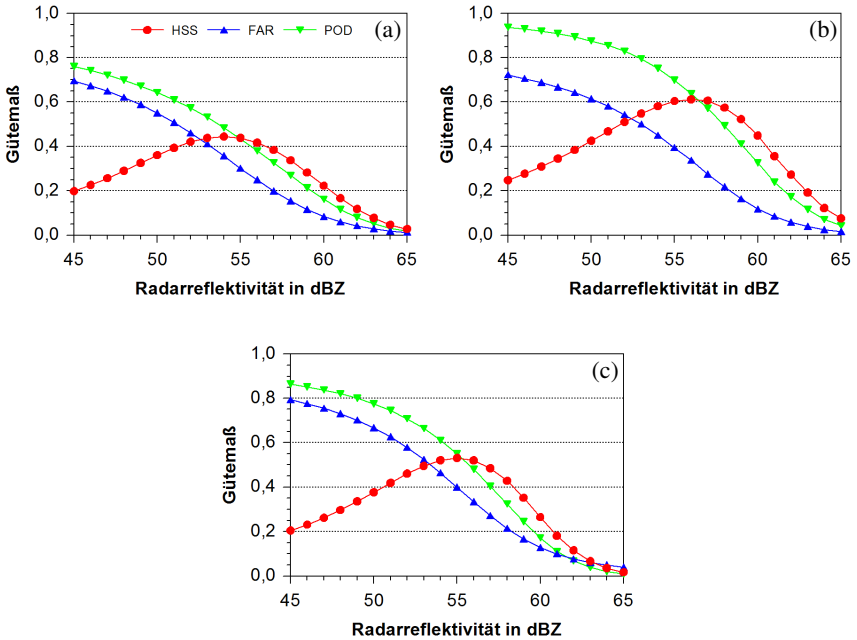 1,0
0,8
0,6
0,4
0,2
0,0
Gütemaß
HSS FAR POD
(a)
45 50 55 60 65
Radarreflektivität in dBZ
1,0
0,8
0,6
0,4
0,2
0,0
Gütemaß
(b)
45 50 55 60 65
Radarreflektivität in dBZ
1,0
0,8
0,6
0,4
0,2
0,0
Gütemaß
(c)
45 50 55 60 65
Radarreflektivität in dBZ